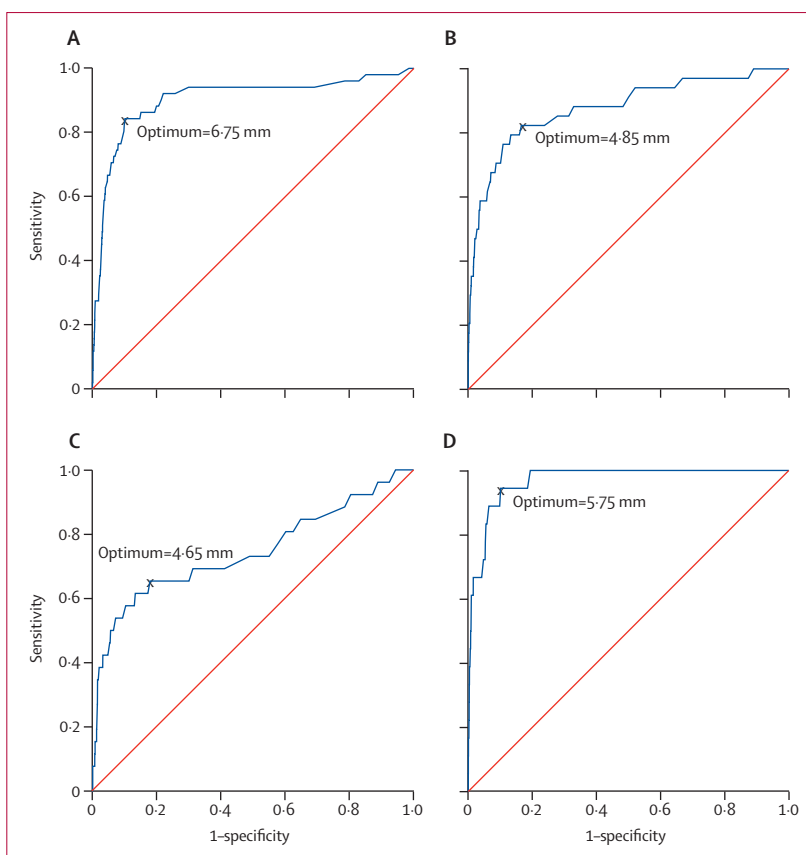 A
B
1·0
0·8
0·6
0·4
0·2
0
Sensitivity
Optimum=6·75 mm
Optimum=4·85 mm
C
D
1·0
0·8
0·6
0·4
0·2
0
Sensitivity
Optimum=4·65 mm
Optimum=5·75 mm
0 0·2 0·4 0·6 0·8 1·0
0 0·2 0·4 0·6 0·8 1·0
1–specificity
1–specificity